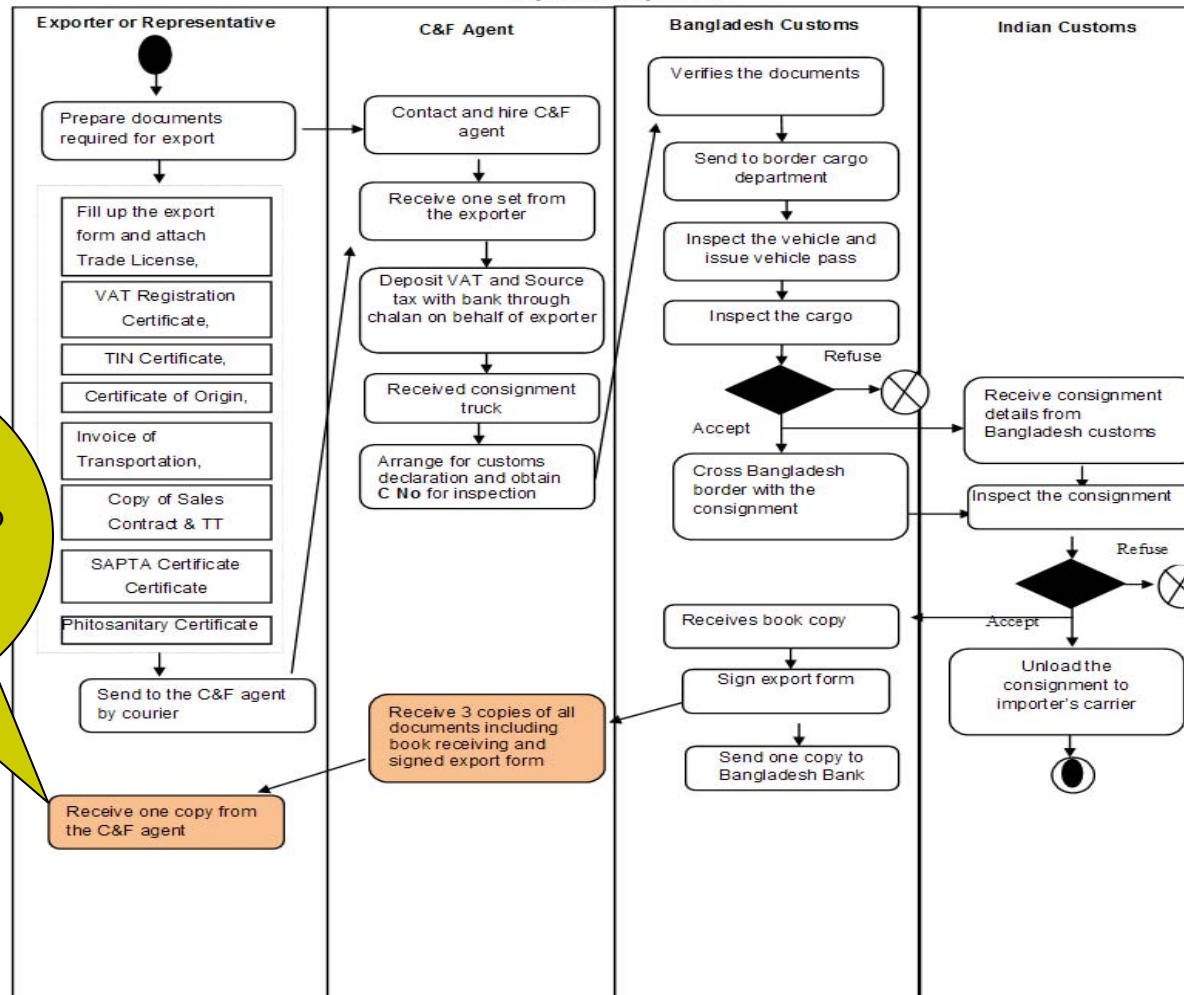 Exporter or Representative
Prepare documents
required for export
Fill up the export
form and attach
Trade License,
VAT Registration
Certificate,
TIN Certificate,
Certificate of Origin,
Invoice of
Transportation,
Copy of Sales
Contract & TT
SAPTA Certificate
Certificate
Phitosanitary Certificate
Send to the C&F agent
by courier
Receive one copy from
the C&F agent
C&F Agent
Contact and hire C&F
agent
Receive one set from
the exporter
Deposit VAT and Source
tax with bank through
chalan on behalf of exporter
Received consignment
truck
Arrange for customs
declaration and obtain
C No for inspection
Receive 3 copies of all
documents including
book receiving and
signed export form
Bangladesh Customs
Verifies the documents
Send to border cargo
department
Inspect the vehicle and
issue vehicle pass
Inspect the cargo
Refuse
Accept
Cross Bangladesh
border with the
consignment
Receives book copy
Sign export form
Send one copy to
Bangladesh Bank
Indian Customs
Receive consignment
details from
Bangladesh customs
Inspect the consignment
Refuse
Accept
Unload the
consignment to
importer's carrier